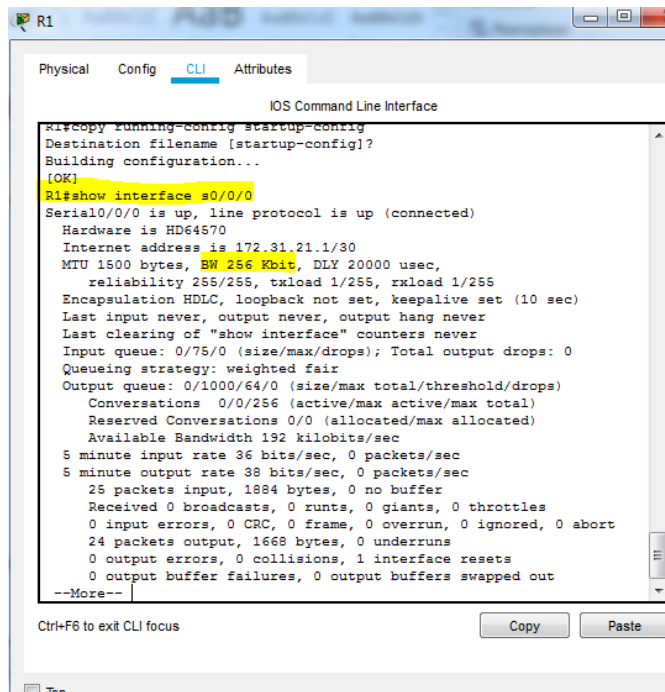 R1
Physical Config CLI Attributes
IOS Command Line Interface
R1#copy running-config startup-config
Destination filename [startup-config]?
Building configuration...
[OK]
R1#show interface s0/0/0
Serial0/0/0 is up, line protocol is up (connected)
Hardware is HD64570
Internet address is 172.31.21.1/30
MTU 1500 bytes, BW 256 Kbit, DLY 20000 usec,
reliability 255/255, txload 1/255, rxload 1/255
Encapsulation HDLC, loopback not set, keepalive set (10 sec)
Last input never, output never, output hang never
Last clearing of "show interface" counters never
Input queue: 0/75/0 (size/max/drops); Total output drops: 0
Queueing strategy: weighted fair
Output queue: 0/1000/64/0 (size/max total/threshold/drops)
Conversations 0/0/256 (active/max active/max total)
Reserved Conversations 0/0 (allocated/max allocated)
Available Bandwidth 192 kilobits/sec
5 minute input rate 36 bits/sec, 0 packets/sec
5 minute output rate 38 bits/sec, 0 packets/sec
25 packets input, 1884 bytes, 0 no buffer
Received 0 broadcasts, 0 runts, 0 giants, 0 throttles
0 input errors, 0 CRC, 0 frame, 0 overrun, 0 ignored, 0 abort
24 packets output, 1668 bytes, 0 underruns
0 output errors, 0 collisions, 1 interface resets
0 output buffer failures, 0 output buffers swapped out
--More--
Ctrl+F6 to exit CLI focus
Copy Paste
Top